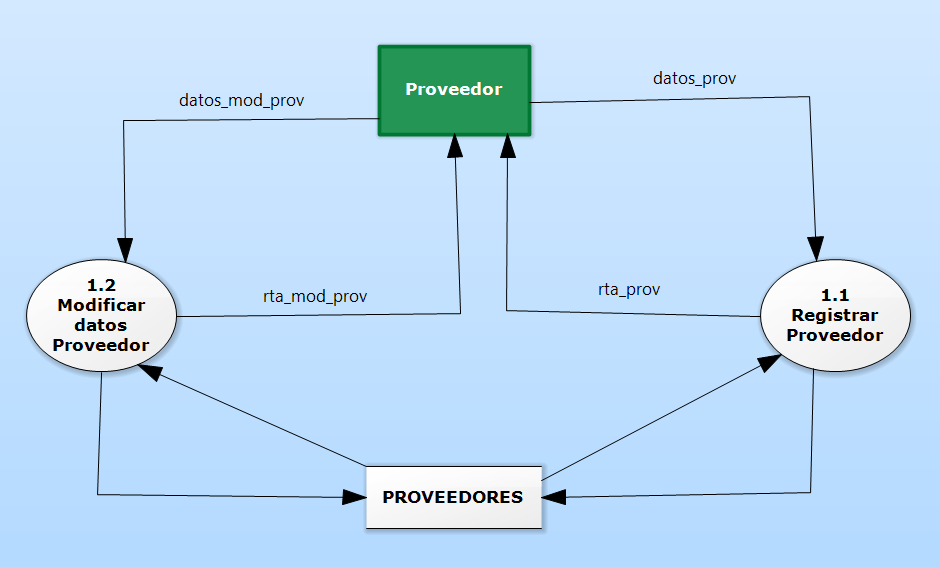 Proveedor
datos_prov
datos_mod_prov
1.2
Modificar
datos
Proveedor
rta_mod_prov
rta_prov
1.1
Registrar
Proveedor
PROVEEDORES